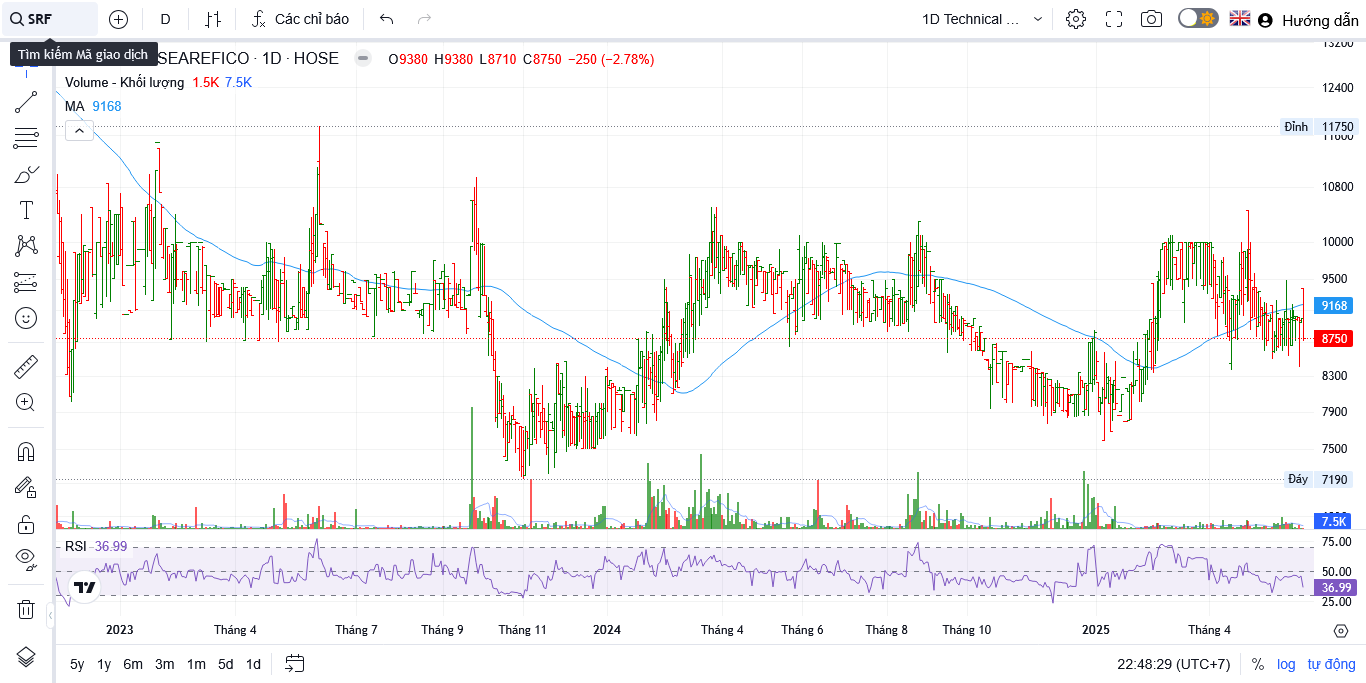 SRF D Các chỉ báo 1D Technical ... Hướng dẫn
Tìm kiếm Mã giao dịch
SEAREFICO · 1D · HOSE O9380 H9380 L8710 C8750 −250 (−2.78%)
Volume - Khối lượng 1.5K 7.5K
MA 9168
13200
12400
Đỉnh 11750
11600
10800
10000
9500
9168
8750
8300
7900
7500
Đáy 7190
7.5K
RSI 36.99
75.00
50.00
36.99
25.00
2023 Tháng 4 Tháng 7 Tháng 9 Tháng 11 2024 Tháng 4 Tháng 6 Tháng 8 Tháng 10 2025 Tháng 4
5y 1y 6m 3m 1m 5d 1d 22:48:29 (UTC+7) % log tự động